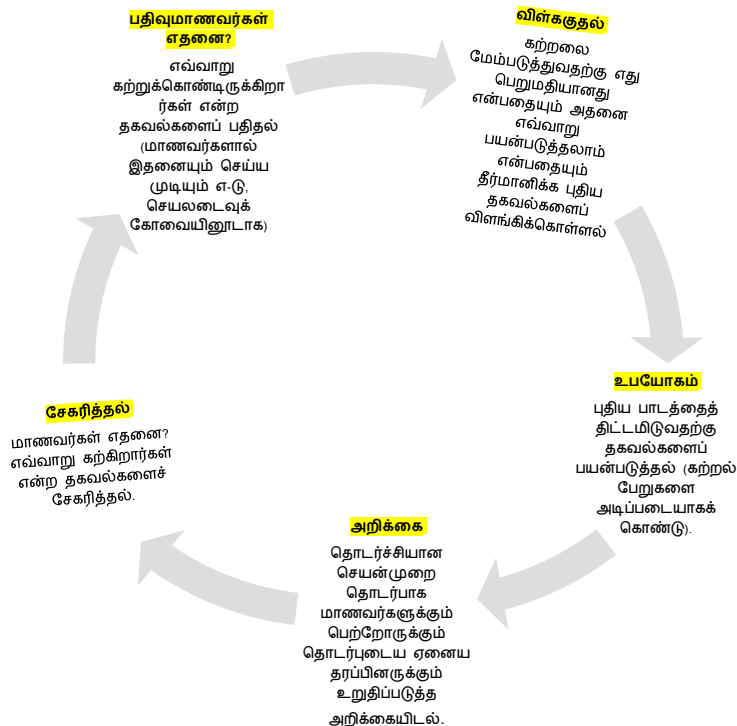 பதிவுமாணவர்கள்
எதனை?
எவ்வாறு
கற்றுக்கொண்டிருக்கிறா
ர்கள் என்ற
தகவல்களைப் பதிதல்
(மாணவர்களால்
இதனையும் செய்ய
முடியும் எ-டு,
செயலடைவுக்
கோவையினூடாக)
விள்ககுதல்
கற்றலை
மேம்படுத்துவதற்கு எது
பெறுமதியானது
என்பதையும் அதனை
எவ்வாறு
பயன்படுத்தலாம்
என்பதையும்
தீர்மானிக்க புதிய
தகவல்களைப்
விளங்கிக்கொள்ளல்
உபயோகம்
புதிய பாடத்தைத்
திட்டமிடுவதற்கு
தகவல்களைப்
பயன்படுத்தல் (கற்றல்
பேறுகளை
அடிப்படையாகக்
கொண்டு).
அறிக்கை
தொடர்ச்சியான
செயன்முறை
தொடர்பாக
மாணவர்களுக்கும்
பெற்றோருக்கும்
தொடர்புடைய ஏனைய
தரப்பினருக்கும்
உறுதிப்படுத்த
அறிக்கையிடல்.
சேகரித்தல்
மாணவர்கள் எதனை?
எவ்வாறு கற்கிறார்கள்
என்ற தகவல்களைச்
சேகரித்தல்.